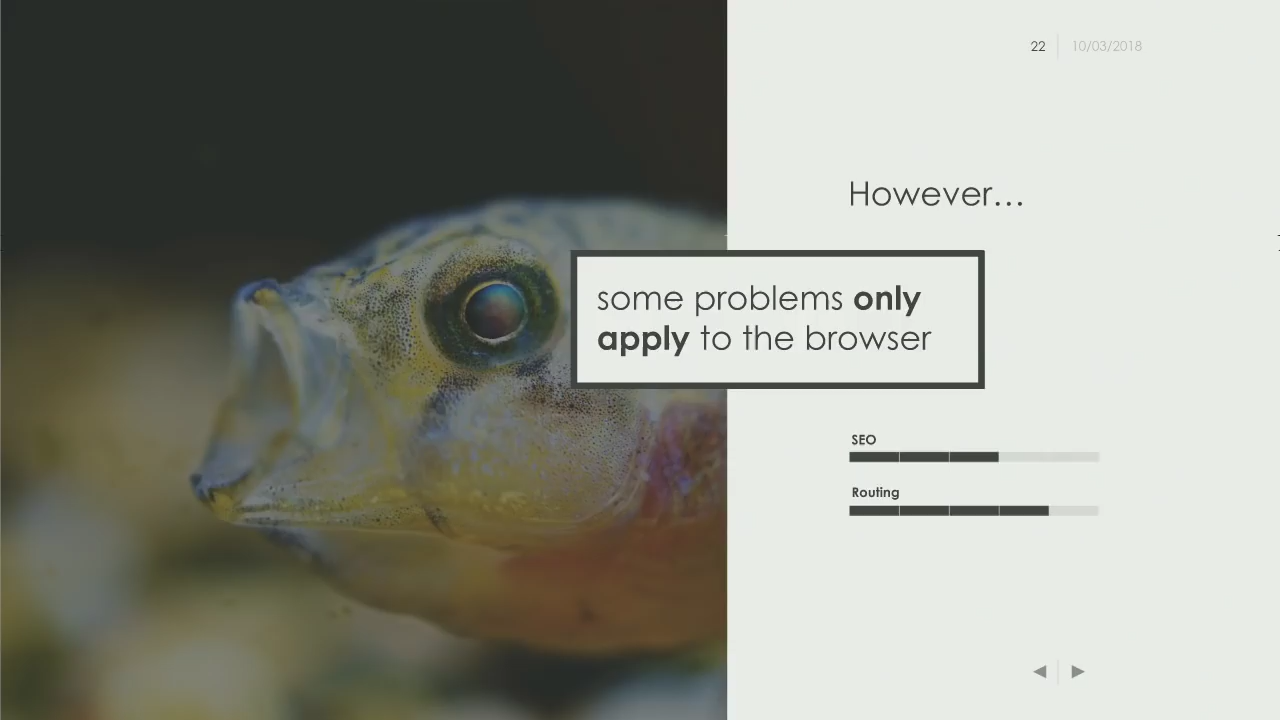 22
10/03/2018
However…
some problems only
apply to the browser
SEO
Routing